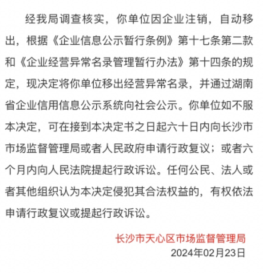 经我局调查核实，你单位因企业注销，自动移
出，根据《企业信息公示暂行条例》第十七条第二款
和《企业经营异常名录管理暂行办法》第十四条的规
定，现决定将你单位移出经营异常名录，并通过湖南
省企业信用信息公示系统向社会公示。你单位如不服
本决定，可在接到本决定书之日起六十日内向长沙市
市场监督管理局或者人民政府申请行政复议；或者六
个月内向人民法院提起行政诉讼。任何公民、法人或
者其他组织认为本决定侵犯其合法权益的，有权依法
申请行政复议或提起行政诉讼。
长沙市天心区市场监督管理局
2024年02月23日